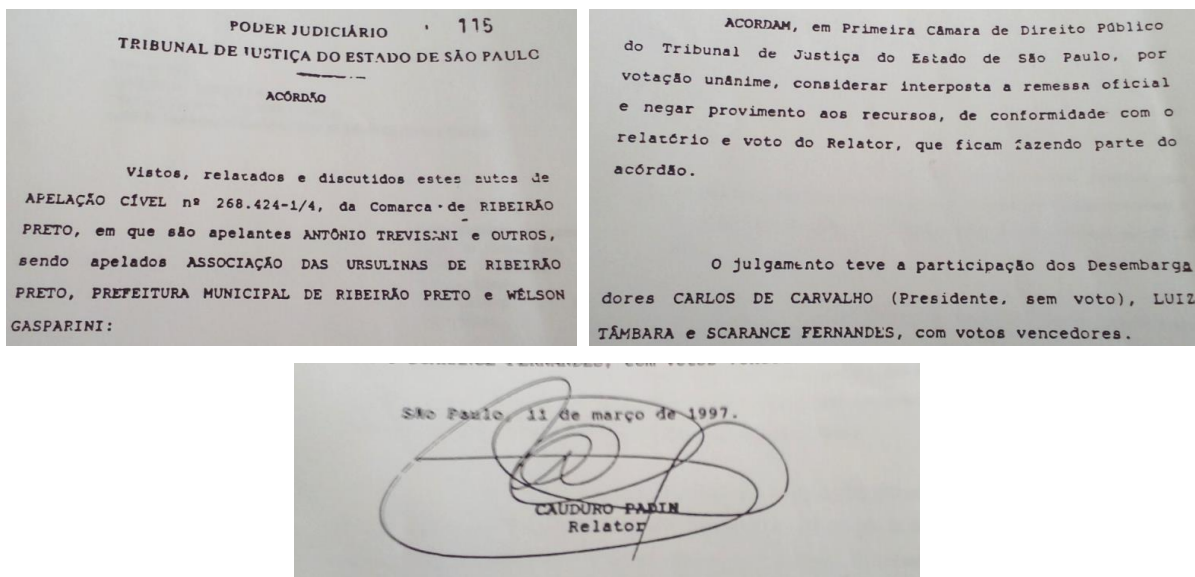 PODER JUDICIÁRIO 115
TRIBUNAL DE JUSTIÇA DO ESTADO DE SÃO PAULO
ACÓRDÃO
Vistos, relatados e discutidos estes autos de
APELAÇÃO CÍVEL nº 268.424-1/4, da Comarca de RIBEIRÃO
PRETO, em que são apelantes ANTÔNIO TREVISANI e OUTROS,
sendo apelados ASSOCIAÇÃO DAS URSULINAS DE RIBEIRÃO
PRETO, PREFEITURA MUNICIPAL DE RIBEIRÃO PRETO e WÉLSON
GASPARINI:
ACORDAM, em Primeira Câmara de Direito Público
do Tribunal de Justiça do Estado de São Paulo, por
votação unânime, considerar interposta a remessa oficial
e negar provimento aos recursos, de conformidade com o
relatório e voto do Relator, que ficam fazendo parte do
acórdão.
O julgamento teve a participação dos Desembarga
dores CARLOS DE CARVALHO (Presidente, sem voto), LUIZ
TÂMBARA e SCARANCE FERNANDES, com votos vencedores.
São Paulo, 11 de março de 1997.
CAUDURO PADIN
Relator